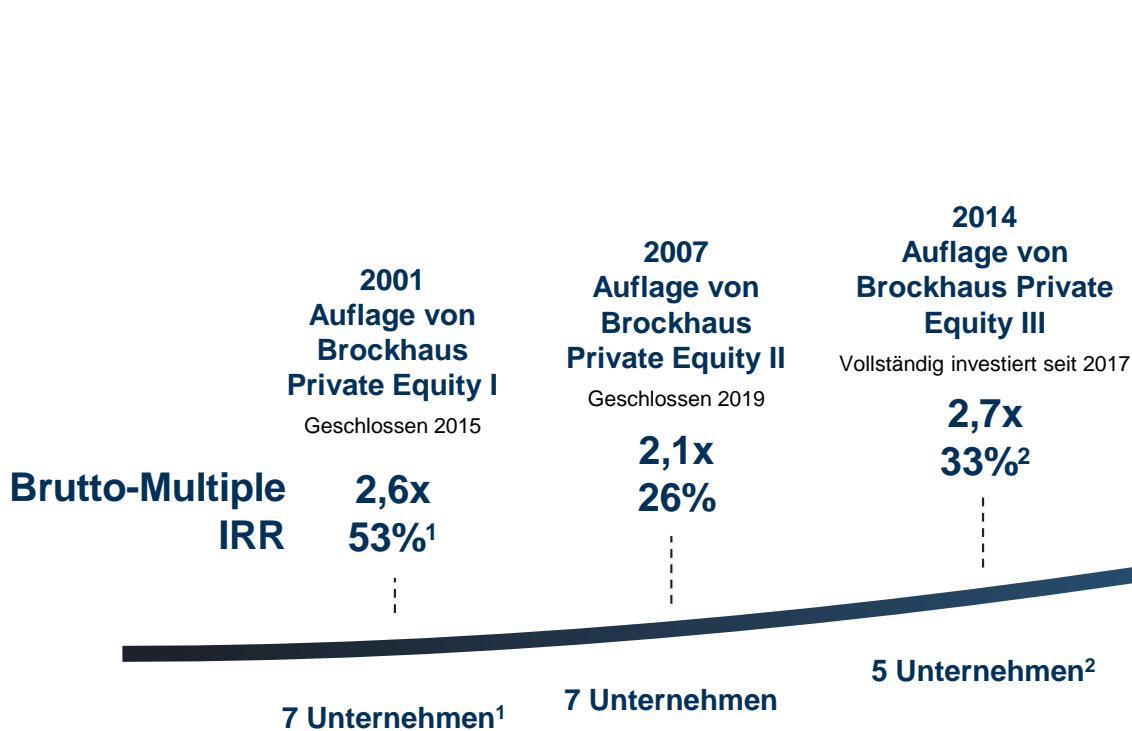 2001
Auflage von
Brockhaus
Private Equity I
Geschlossen 2015
2007
Auflage von
Brockhaus
Private Equity II
Geschlossen 2019
2014
Auflage von
Brockhaus Private
Equity III
Vollständig investiert seit 2017
Brutto-Multiple
IRR
2,6x
53%¹
2,1x
26%
2,7x
33%²
7 Unternehmen¹
7 Unternehmen
5 Unternehmen²